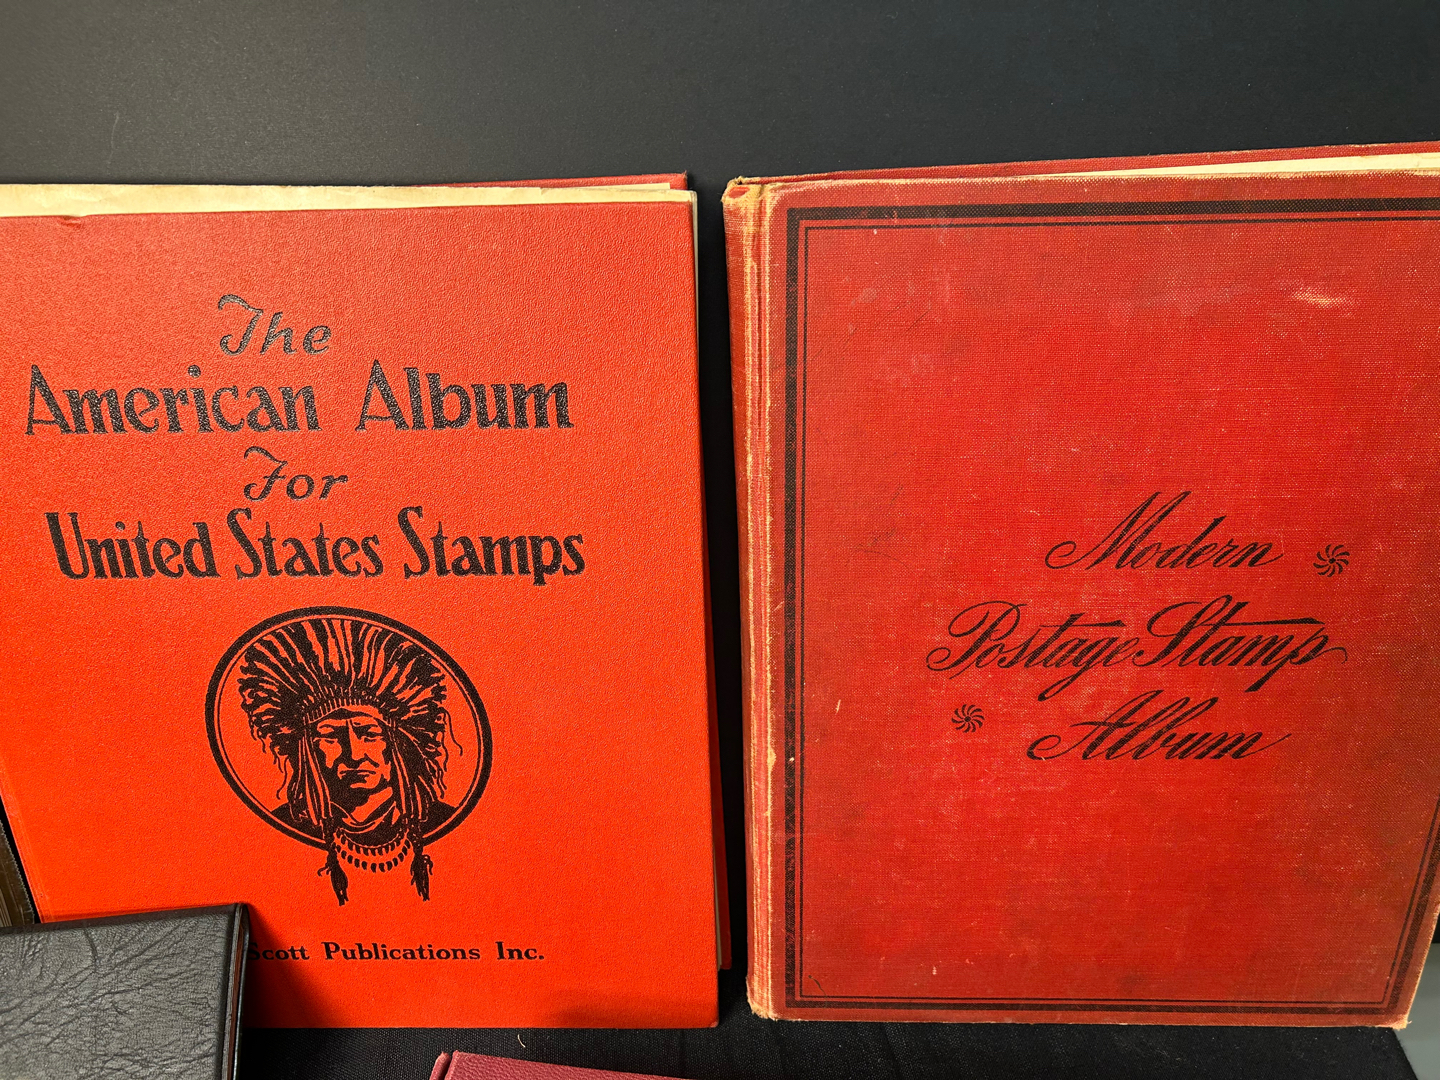 The
American Album
For
United States Stamps
Scott Publications Inc.
Modern
Postage Stamp
Album